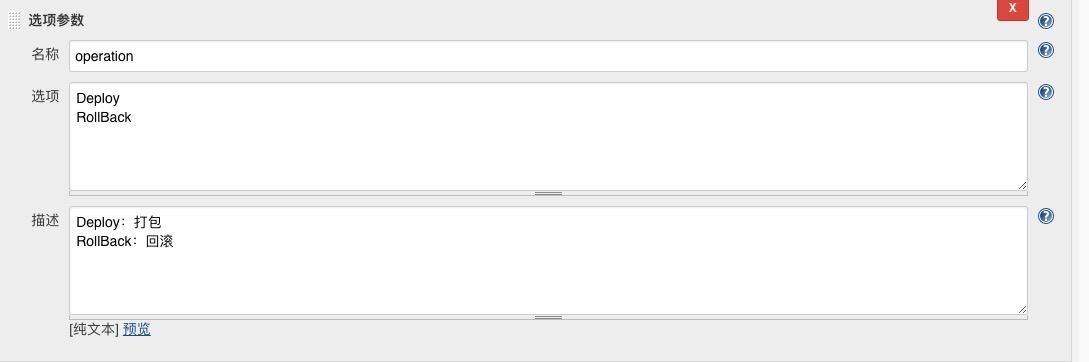 选项参数
X
名称
operation
选项
Deploy
RollBack
描述
Deploy：打包
RollBack：回滚
[纯文本] 预览